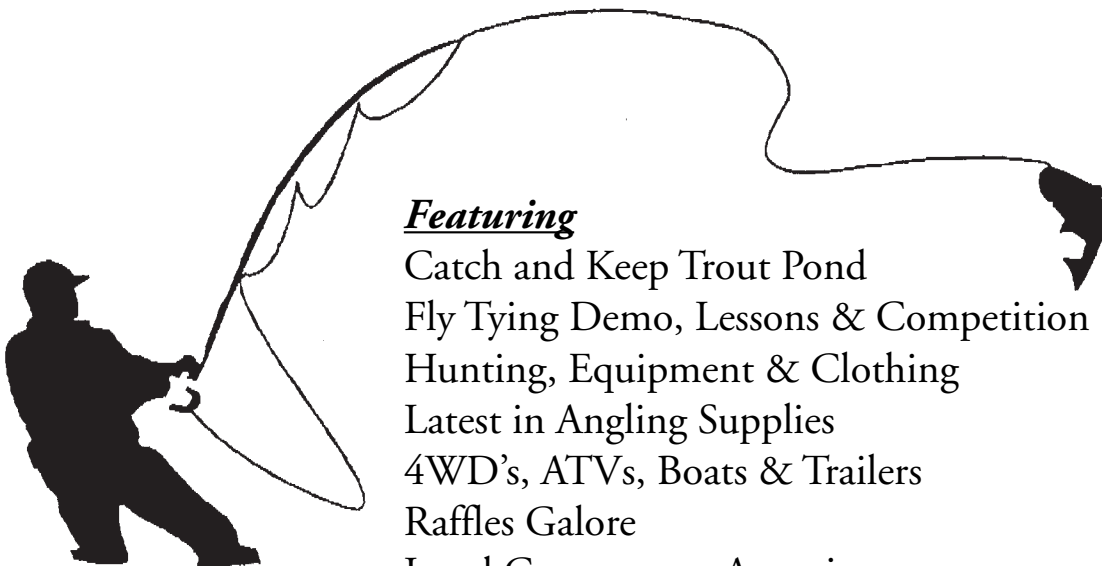 Featuring
Catch and Keep Trout Pond
Fly Tying Demo, Lessons & Competition
Hunting, Equipment & Clothing
Latest in Angling Supplies
4WD’s, ATVs, Boats & Trailers
Raffles Galore